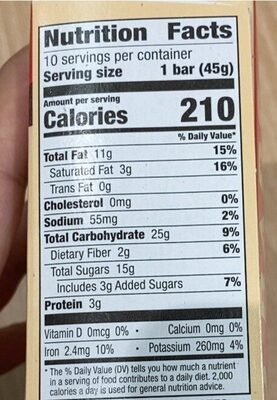 Nutrition Facts
10 servings per container
Serving size 1 bar (45g)
Amount per serving
Calories 210
% Daily Value*
Total Fat 11g 15%
Saturated Fat 3g 16%
Trans Fat 0g
Cholesterol 0mg 0%
Sodium 55mg 2%
Total Carbohydrate 25g 9%
Dietary Fiber 2g 6%
Total Sugars 15g
Includes 3g Added Sugars 7%
Protein 3g
Vitamin D 0mcg 0% • Calcium 0mg 0%
Iron 2.4mg 10% • Potassium 260mg 4%
* The % Daily Value (DV) tells you how much a nutrient
in a serving of food contributes to a daily diet. 2,000
calories a day is used for general nutrition advice.